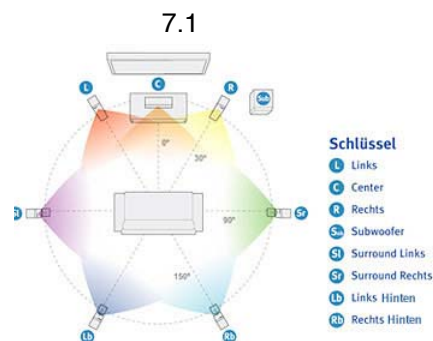 7.1
L
C
R
Sub
0°
30°
Schlüssel
L Links
C Center
R Rechts
Sub Subwoofer
Sl Surround Links
Sr Surround Rechts
Lb Links Hinten
Rb Rechts Hinten
Sl
90°
Sr
150°
Lb
Rb